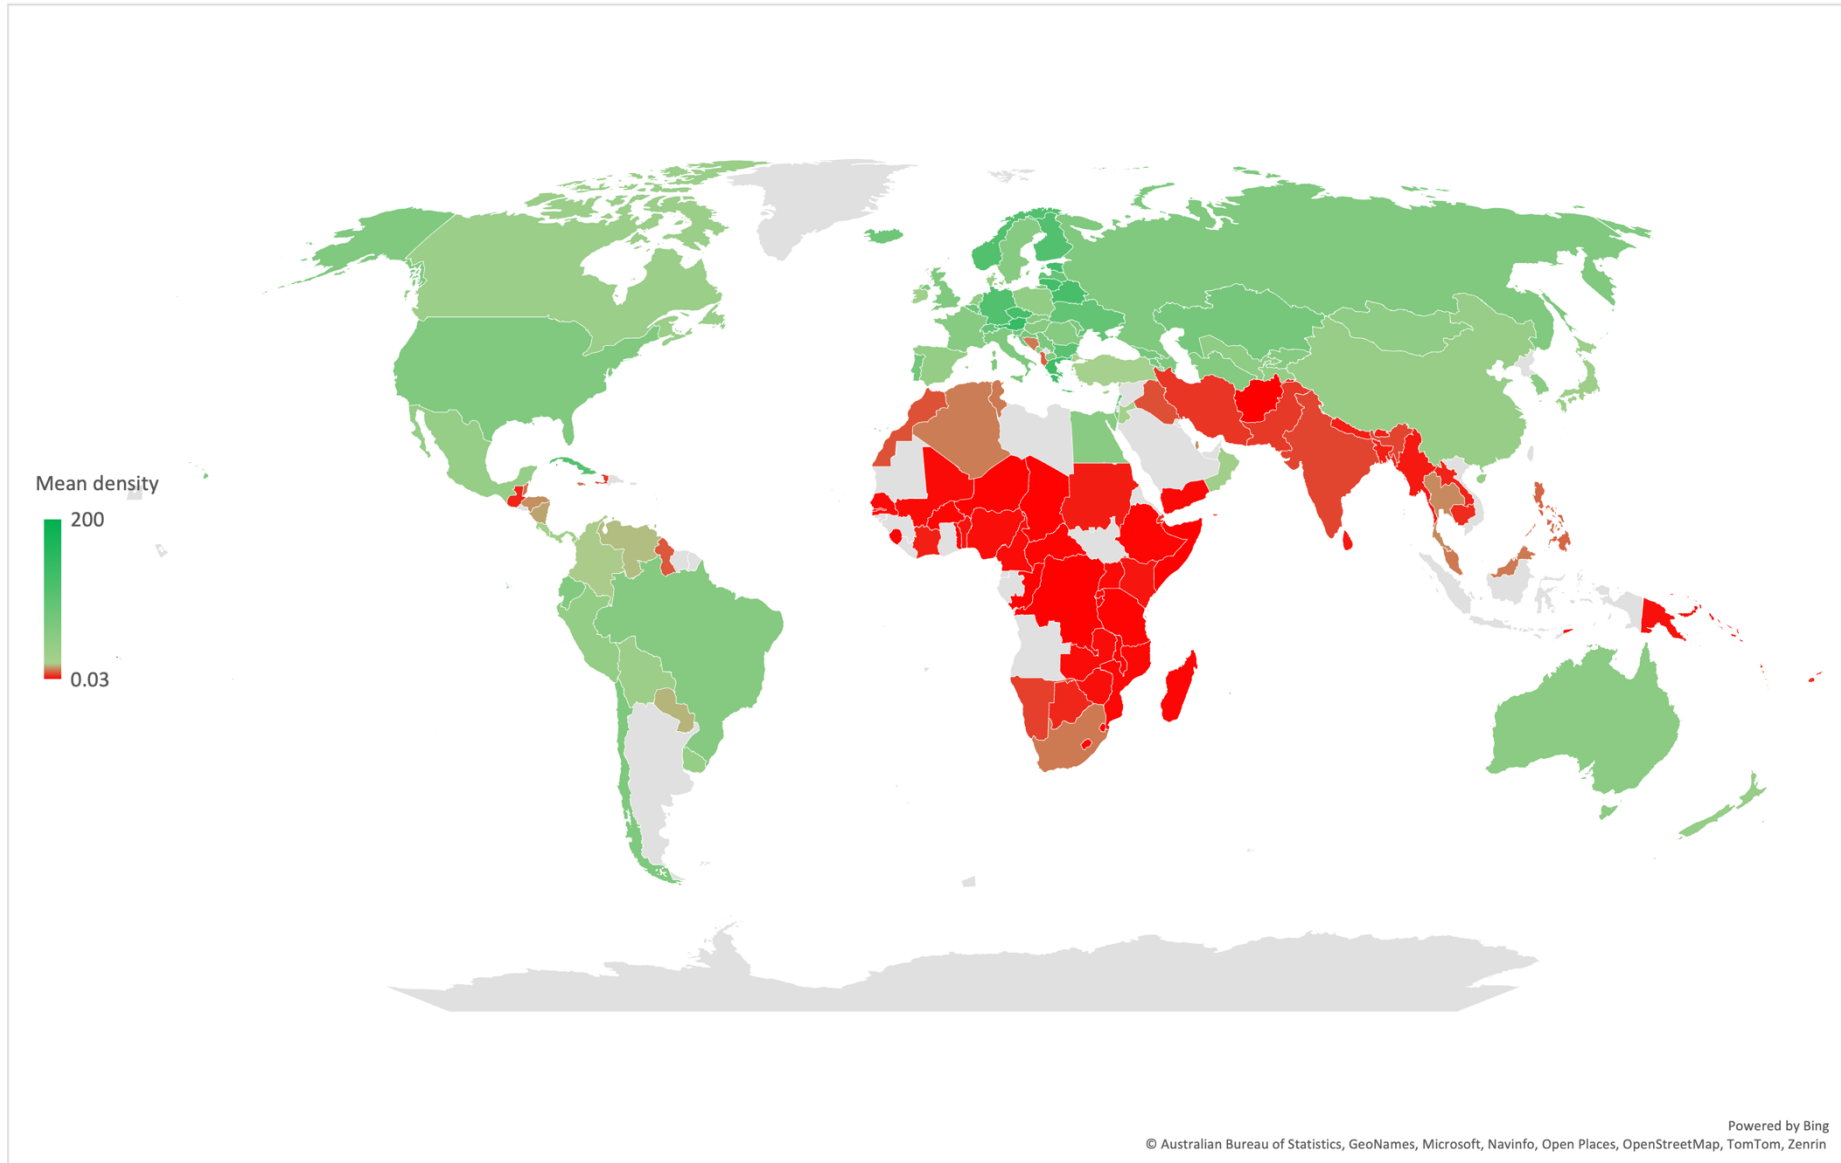 Mean density
200
0.03
Powered by Bing
© Australian Bureau of Statistics, GeoNames, Microsoft, Navinfo, Open Places, OpenStreetMap, TomTom, Zenrin